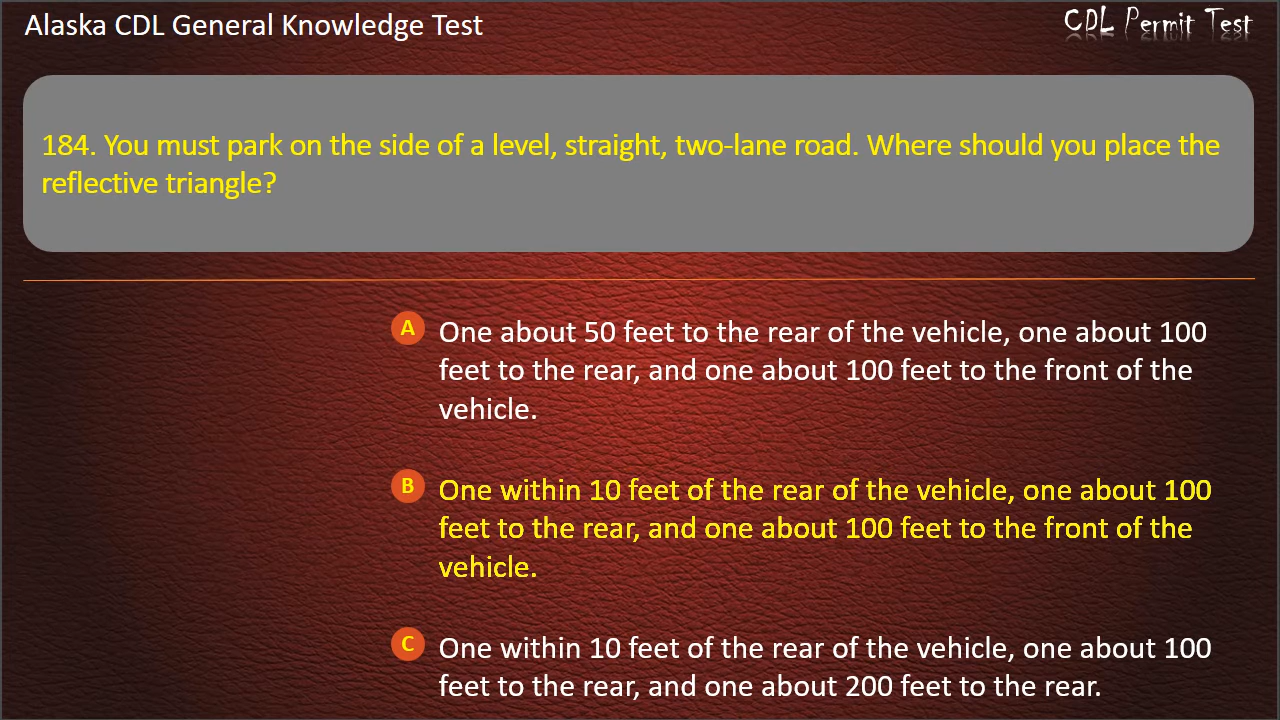 Alaska CDL General Knowledge Test
CDL Permit Test
184. You must park on the side of a level, straight, two-lane road. Where should you place the
reflective triangle?
A One about 50 feet to the rear of the vehicle, one about 100
feet to the rear, and one about 100 feet to the front of the
vehicle.
B One within 10 feet of the rear of the vehicle, one about 100
feet to the rear, and one about 100 feet to the front of the
vehicle.
C One within 10 feet of the rear of the vehicle, one about 100
feet to the rear, and one about 200 feet to the rear.